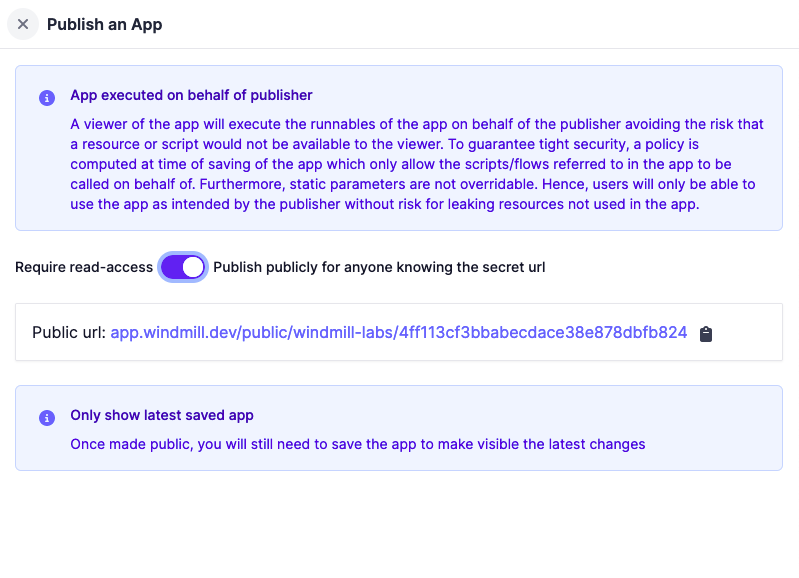 Publish an App
App executed on behalf of publisher
A viewer of the app will execute the runnables of the app on behalf of the publisher avoiding the risk that
a resource or script would not be available to the viewer. To guarantee tight security, a policy is
computed at time of saving of the app which only allow the scripts/flows referred to in the app to be
called on behalf of. Furthermore, static parameters are not overridable. Hence, users will only be able to
use the app as intended by the publisher without risk for leaking resources not used in the app.
Require read-access Publish publicly for anyone knowing the secret url
Public url: app.windmill.dev/public/windmill-labs/4ff113cf3bbabecdace38e878dbfb824
Only show latest saved app
Once made public, you will still need to save the app to make visible the latest changes